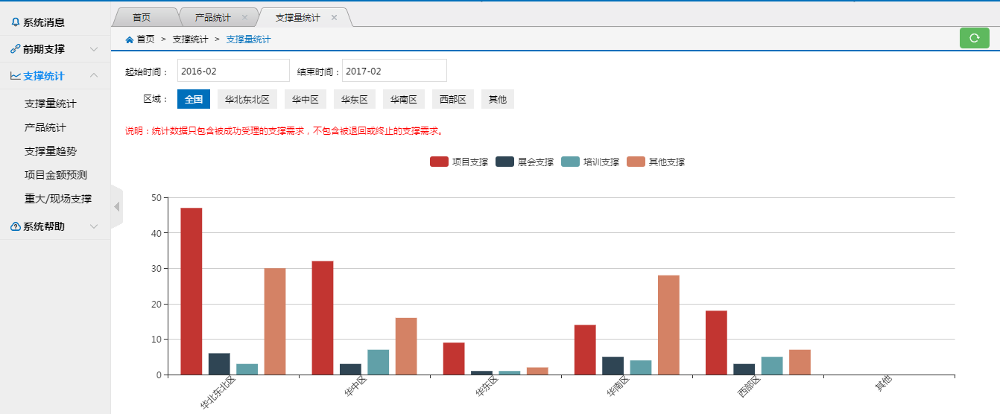 系统消息
前期支撑
支撑统计
支撑量统计
产品统计
支撑量趋势
项目金额预测
重大/现场支撑
系统帮助
首页 产品统计 × 支撑量统计 ×
首页 > 支撑统计 > 支撑量统计
起始时间： 2016-02 结束时间： 2017-02
区域： 全国 华北东北区 华中区 华东区 华南区 西部区 其他
说明：统计数据只包含被成功受理的支撑需求，不包含被退回或终止的支撑需求。
项目支撑 展会支撑 培训支撑 其他支撑
50
40
30
20
10
0
华北东北区 华中区 华东区 华南区 西部区 其他